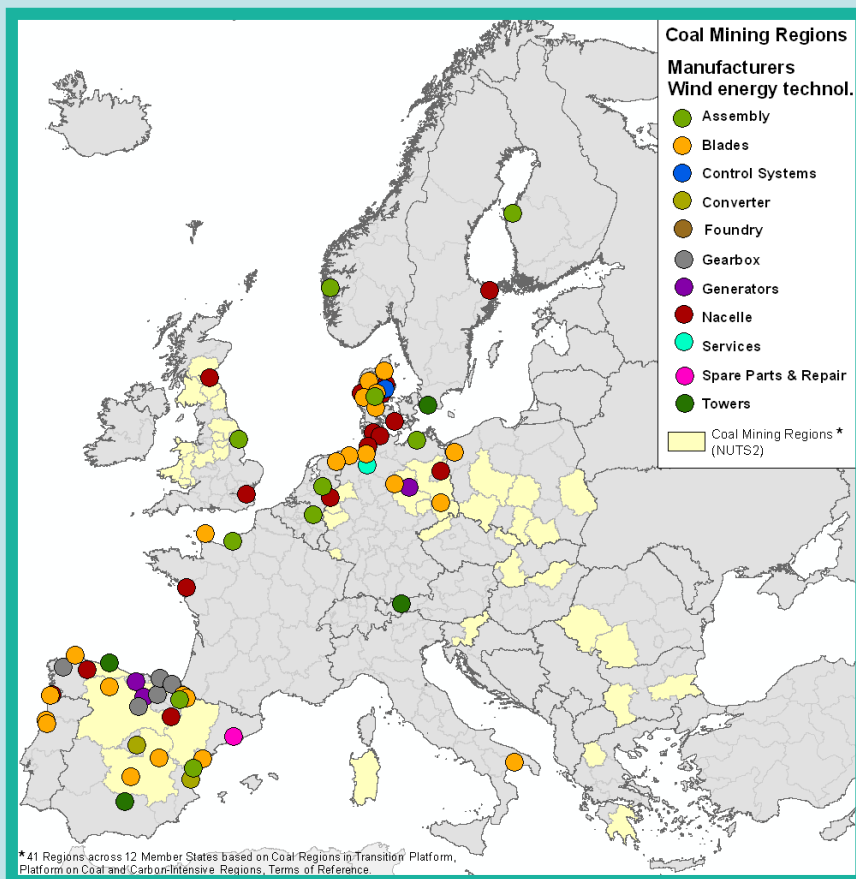 Coal Mining Regions
Manufacturers
Wind energy technol.
Assembly
Blades
Control Systems
Converter
Foundry
Gearbox
Generators
Nacelle
Services
Spare Parts & Repair
Towers
Coal Mining Regions *
(NUTS2)
*41 Regions across 12 Member States based on Coal Regions in Transition Platform,
Platform on Coal and Carbon-Intensive Regions, Terms of Reference.